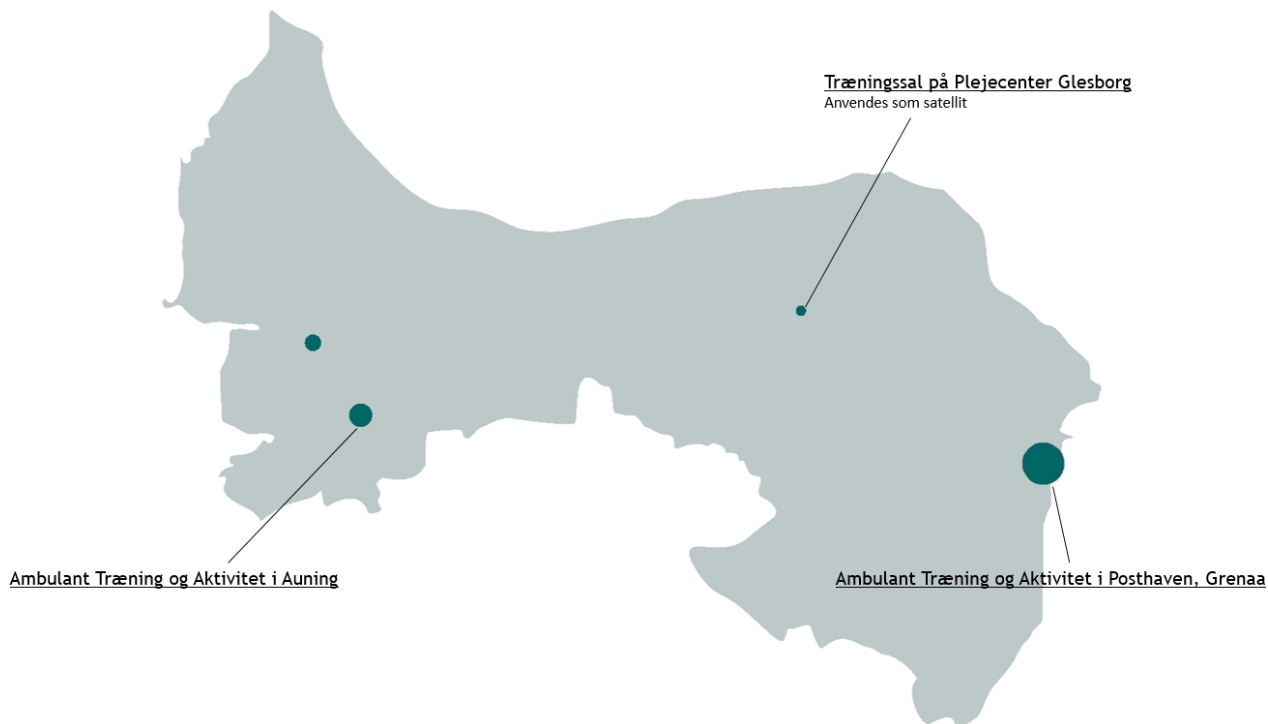 Træningssal på Plejecenter Glesborg
Anvendes som satellit
Ambulant Træning og Aktivitet i Auning
Ambulant Træning og Aktivitet i Posthaven, Grenaa